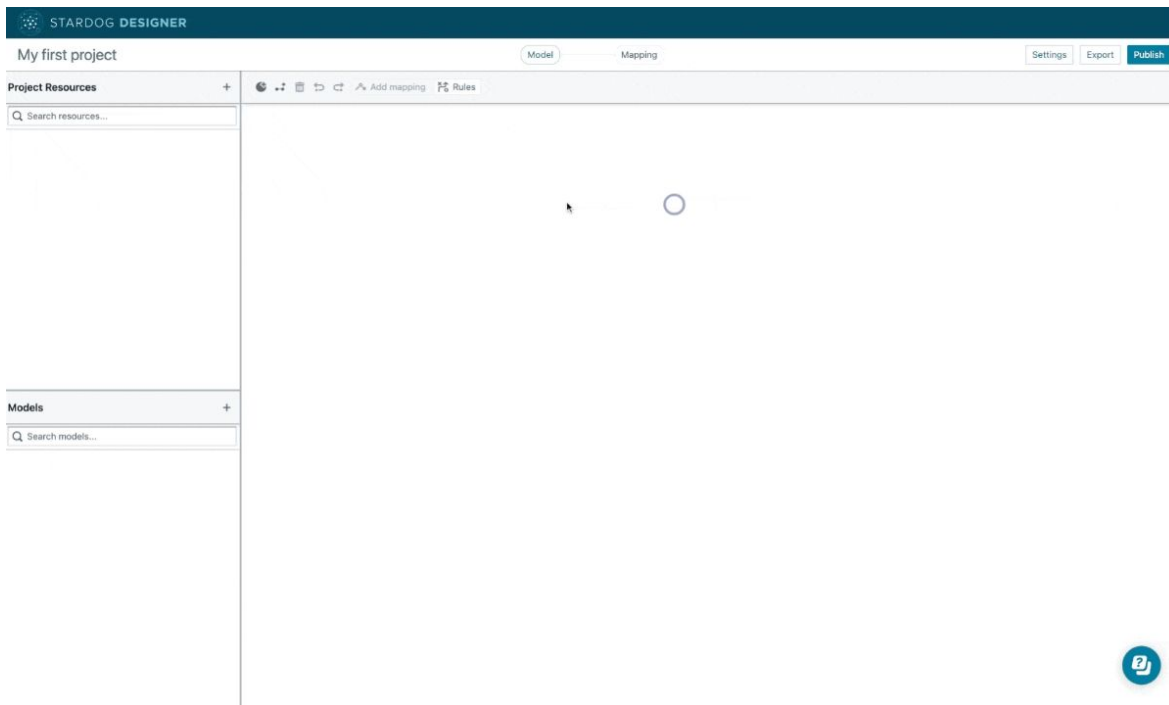 STARDOG DESIGNER
My first project
Model
Mapping
Settings
Export
Publish
Project Resources
Add mapping
Rules
Search resources...
Models
Search models...